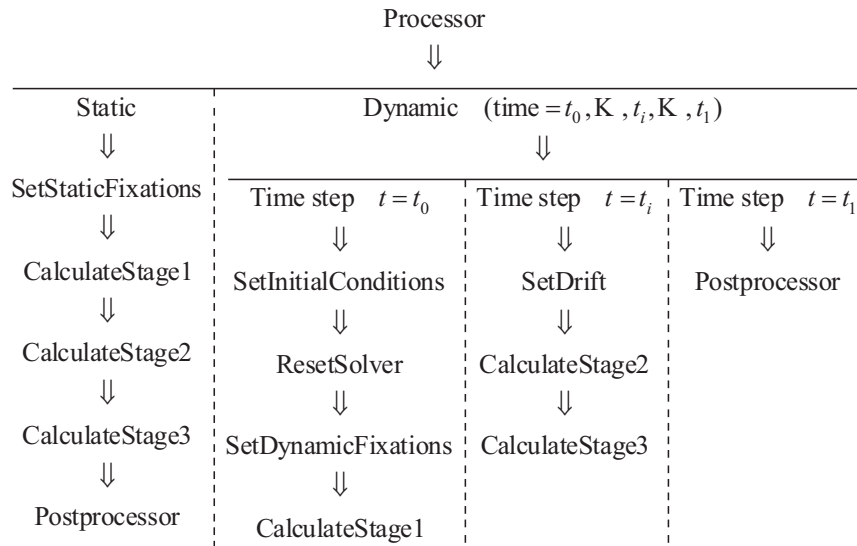 Processor
⇓
Static
⇓
SetStaticFixations
⇓
CalculateStage1
⇓
CalculateStage2
⇓
CalculateStage3
⇓
Postprocessor
Dynamic (time = t₀, K , tᵢ, K , t₁)
⇓
Time step t = t₀
⇓
SetInitialConditions
⇓
ResetSolver
⇓
SetDynamicFixations
⇓
CalculateStage1
Time step t = tᵢ
⇓
SetDrift
⇓
CalculateStage2
⇓
CalculateStage3
Time step t = t₁
⇓
Postprocessor